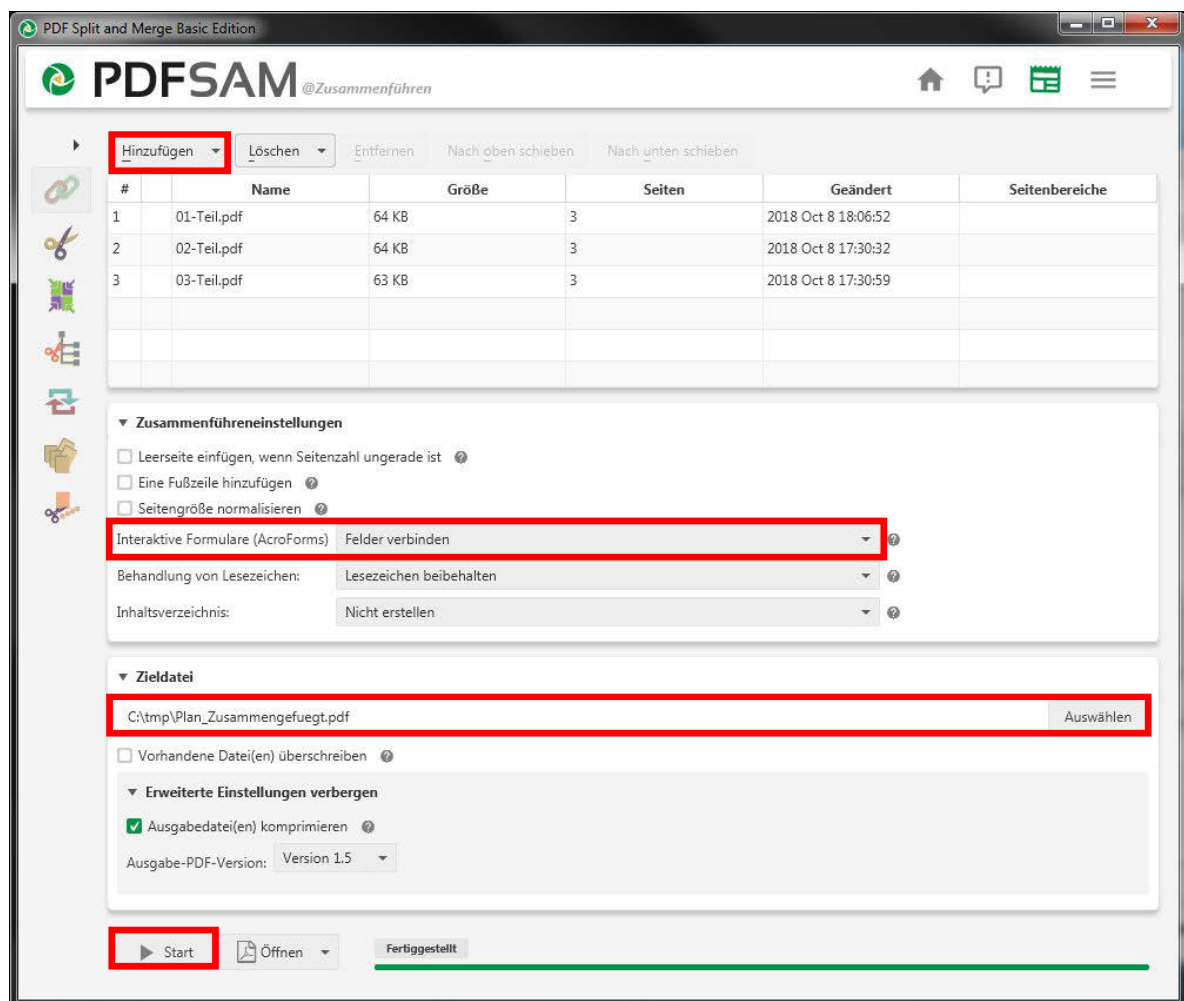 PDF Split and Merge Basic Edition
PDFSAM @Zusammenführen
Hinzufügen Löschen Entfernen Nach oben schieben Nach unten schieben
# Name Größe Seiten Geändert Seitenbereiche
1 01-Teil.pdf 64 KB 3 2018 Oct 8 18:06:52
2 02-Teil.pdf 64 KB 3 2018 Oct 8 17:30:32
3 03-Teil.pdf 63 KB 3 2018 Oct 8 17:30:59
Zusammenführeneinstellungen
Leerseite einfügen, wenn Seitenzahl ungerade ist
Eine Fußzeile hinzufügen
Seitengröße normalisieren
Interaktive Formulare (AcroForms) Felder verbinden
Behandlung von Lesezeichen: Lesezeichen beibehalten
Inhaltsverzeichnis: Nicht erstellen
Zieldatei
C:\tmp\Plan_Zusammengefuegt.pdf Auswählen
Vorhandene Datei(en) überschreiben
Erweiterte Einstellungen verbergen
Ausgabedatei(en) komprimieren
Ausgabe-PDF-Version: Version 1.5
Start Öffnen Fertiggestellt